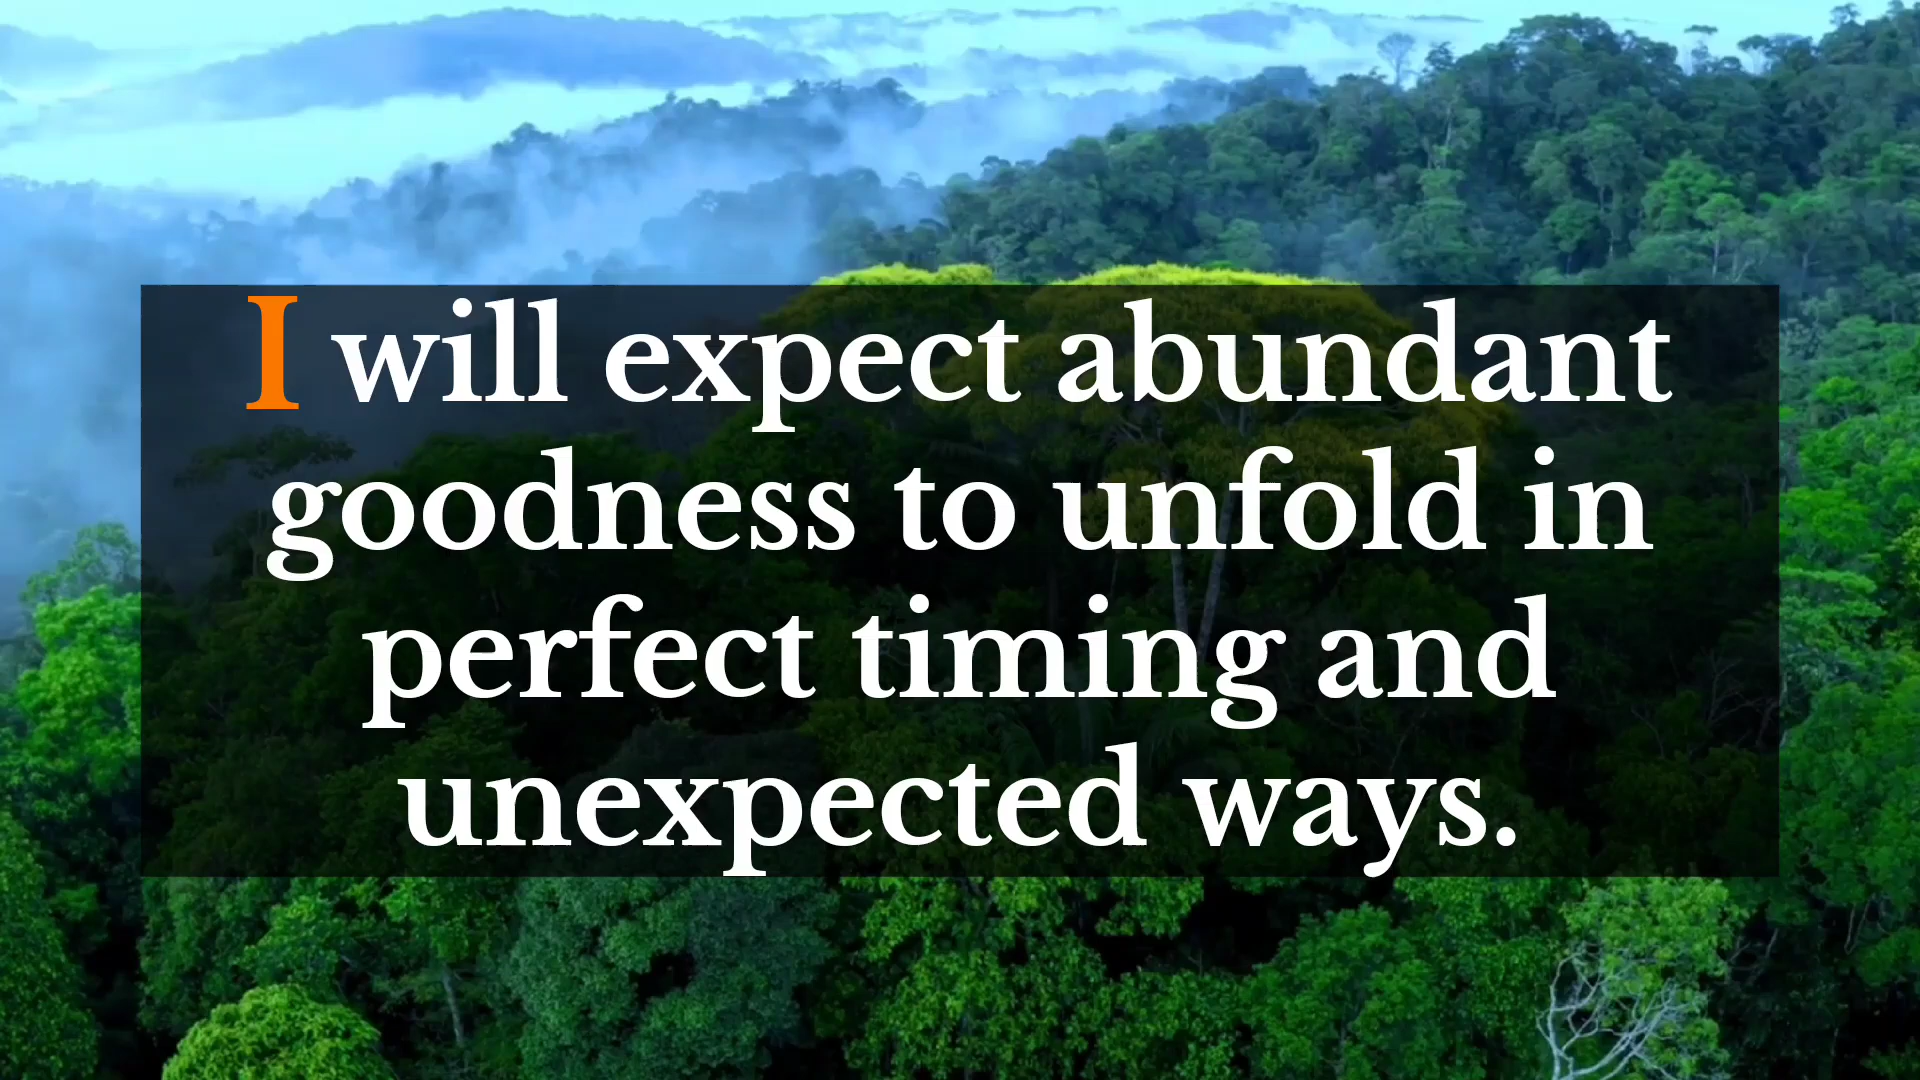 I will expect abundant
goodness to unfold in
perfect timing and
unexpected ways.